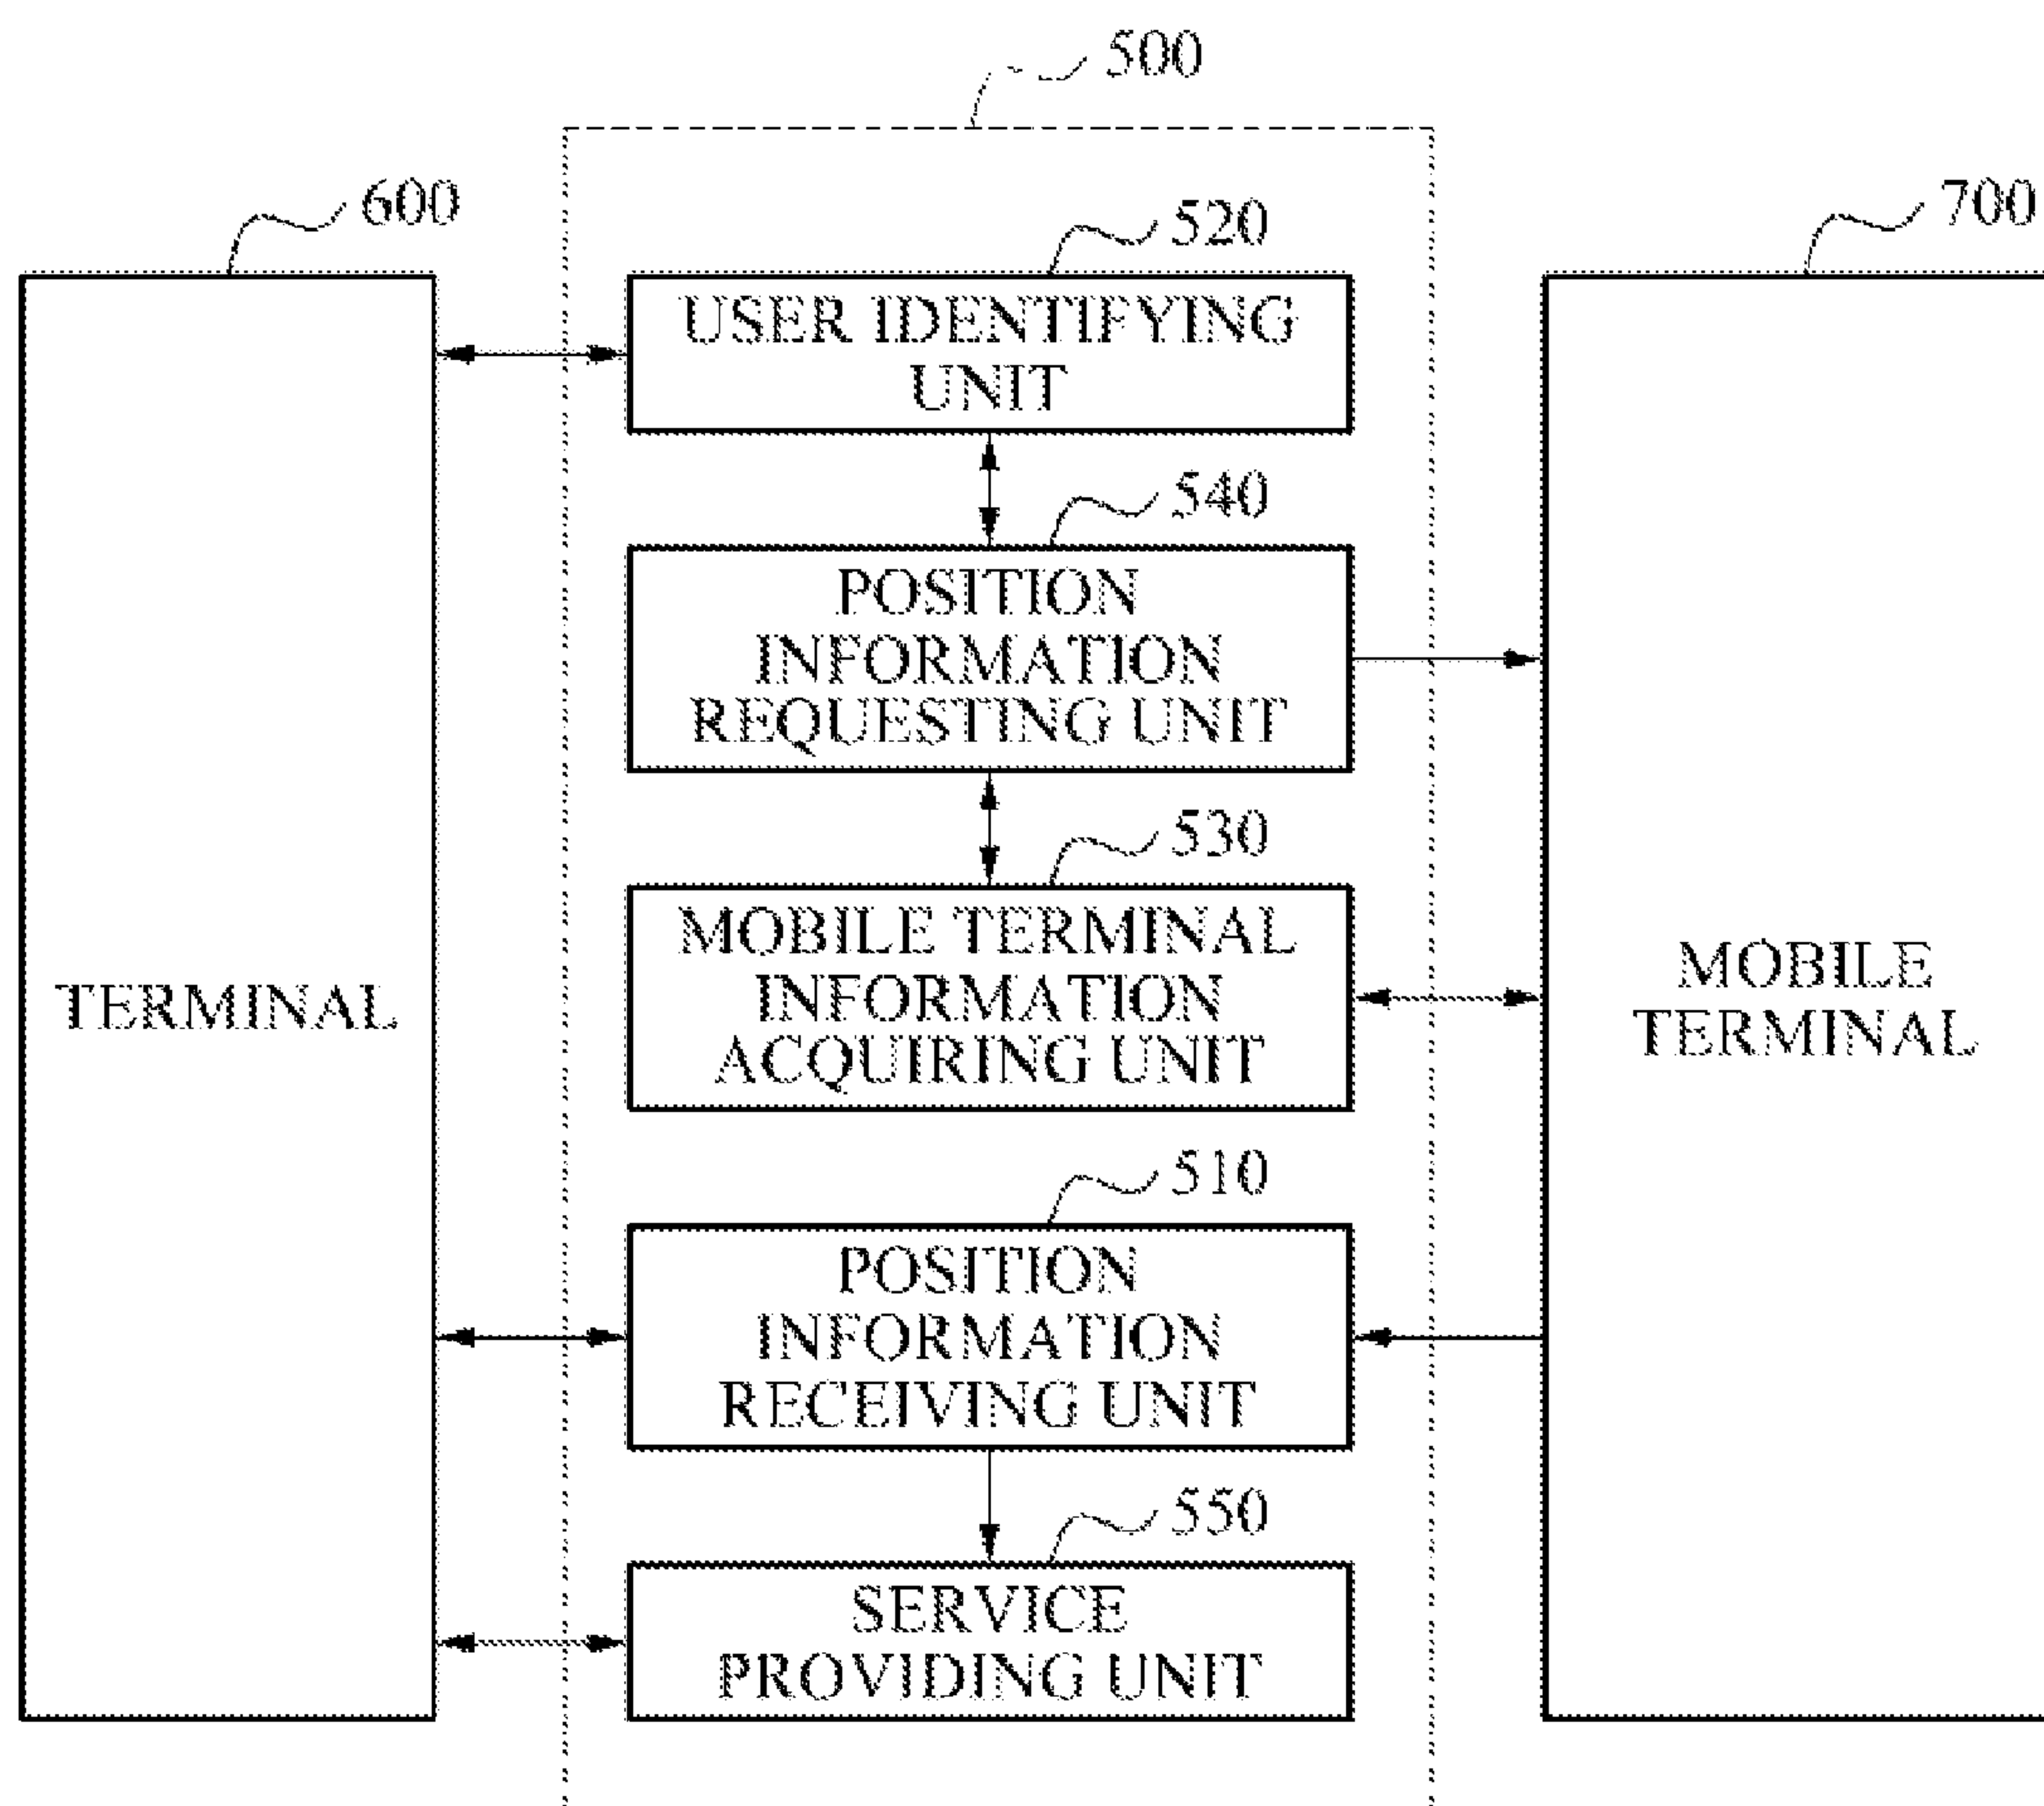 500
600
520
700
USER IDENTIFYING
UNIT
540
POSITION
INFORMATION
REQUESTING UNIT
530
MOBILE TERMINAL
INFORMATION
ACQUIRING UNIT
TERMINAL
MOBILE
TERMINAL
510
POSITION
INFORMATION
RECEIVING UNIT
550
SERVICE
PROVIDING UNIT